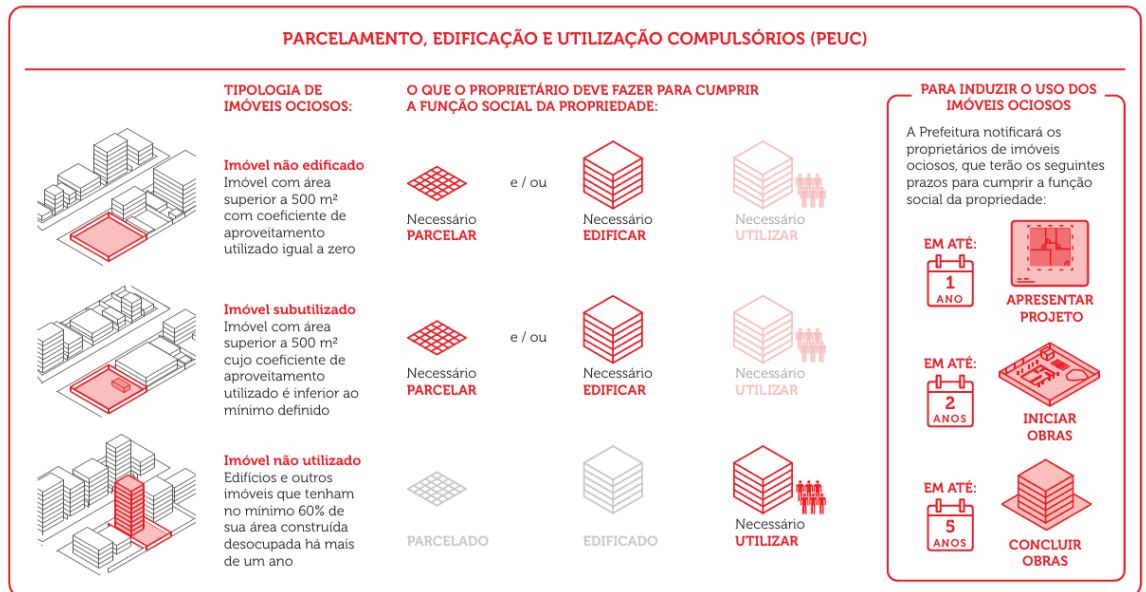 PARCELAMENTO, EDIFICAÇÃO E UTILIZAÇÃO COMPULSÓRIOS (PEUC)
TIPOLOGIA DE
IMÓVEIS OCIOSOS:
O QUE O PROPRIETÁRIO DEVE FAZER PARA CUMPRIR
A FUNÇÃO SOCIAL DA PROPRIEDADE:
Imóvel não edificado
Imóvel com área
superior a 500 m²
com coeficiente de
aproveitamento
utilizado igual a zero
Necessário
PARCELAR
e / ou
Necessário
EDIFICAR
Necessário
UTILIZAR
Imóvel subutilizado
Imóvel com área
superior a 500 m²
cujo coeficiente de
aproveitamento
utilizado é inferior ao
mínimo definido
Necessário
PARCELAR
e / ou
Necessário
EDIFICAR
Necessário
UTILIZAR
Imóvel não utilizado
Edifícios e outros
imóveis que tenham
no mínimo 60% de
sua área construída
desocupada há mais
de um ano
PARCELADO
EDIFICADO
Necessário
UTILIZAR
PARA INDUZIR O USO DOS
IMÓVEIS OCIOSOS
A Prefeitura notificará os
proprietários de imóveis
ociosos, que terão os seguintes
prazos para cumprir a função
social da propriedade:
EM ATÉ:
1
ANO
APRESENTAR
PROJETO
EM ATÉ:
2
ANOS
INICIAR
OBRAS
EM ATÉ:
5
ANOS
CONCLUIR
OBRAS